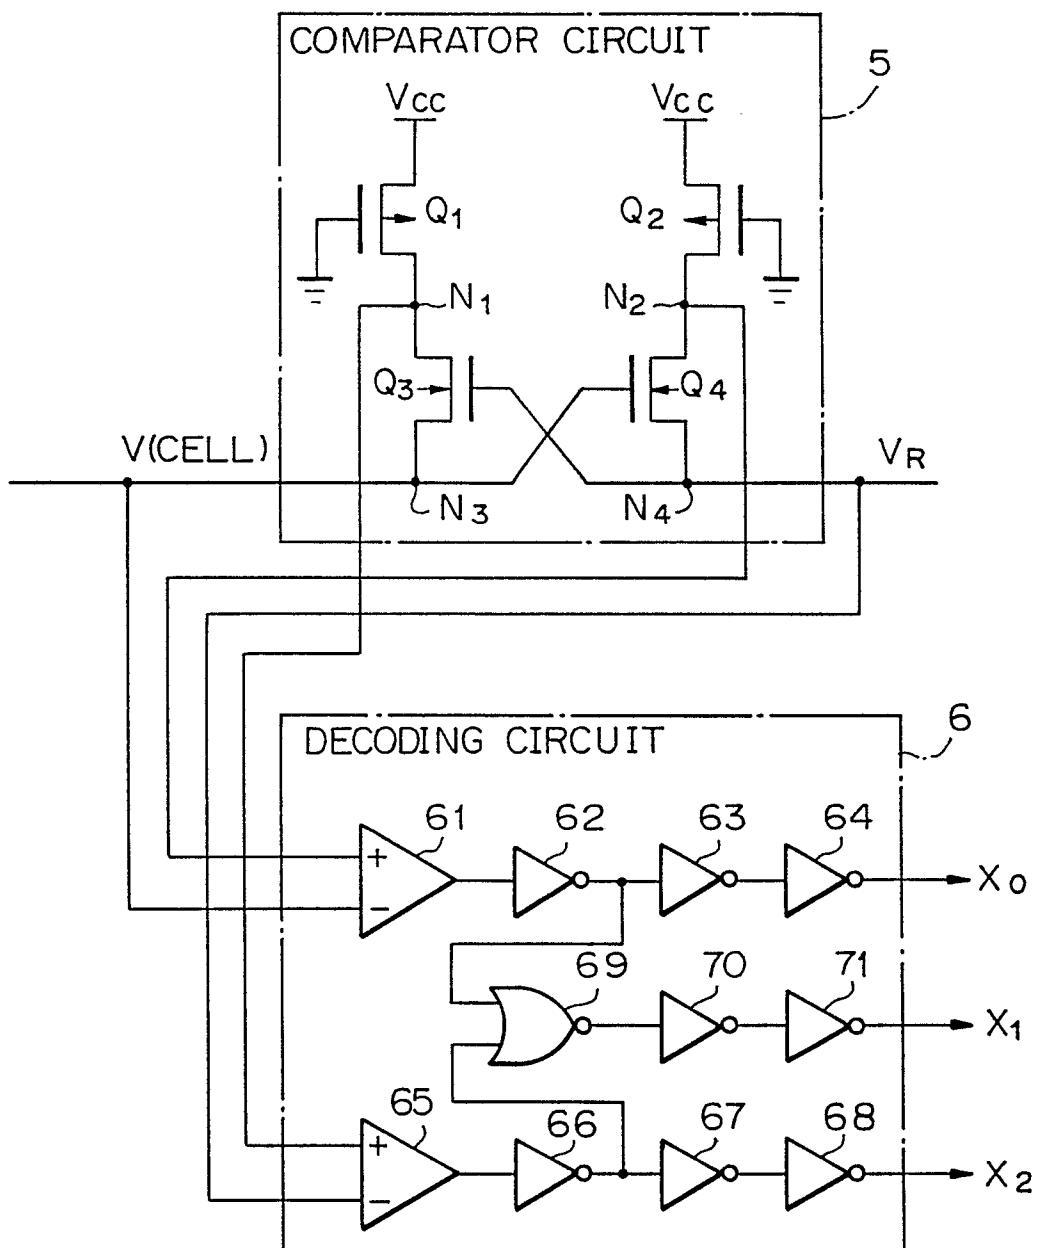 COMPARATOR CIRCUIT
5
Vcc
Vcc
Q1
Q2
N1
N2
Q3
Q4
V(CELL)
VR
N3
N4
DECODING CIRCUIT
6
61
62
63
64
+
−
X0
69
70
71
X1
65
66
67
68
+
−
X2